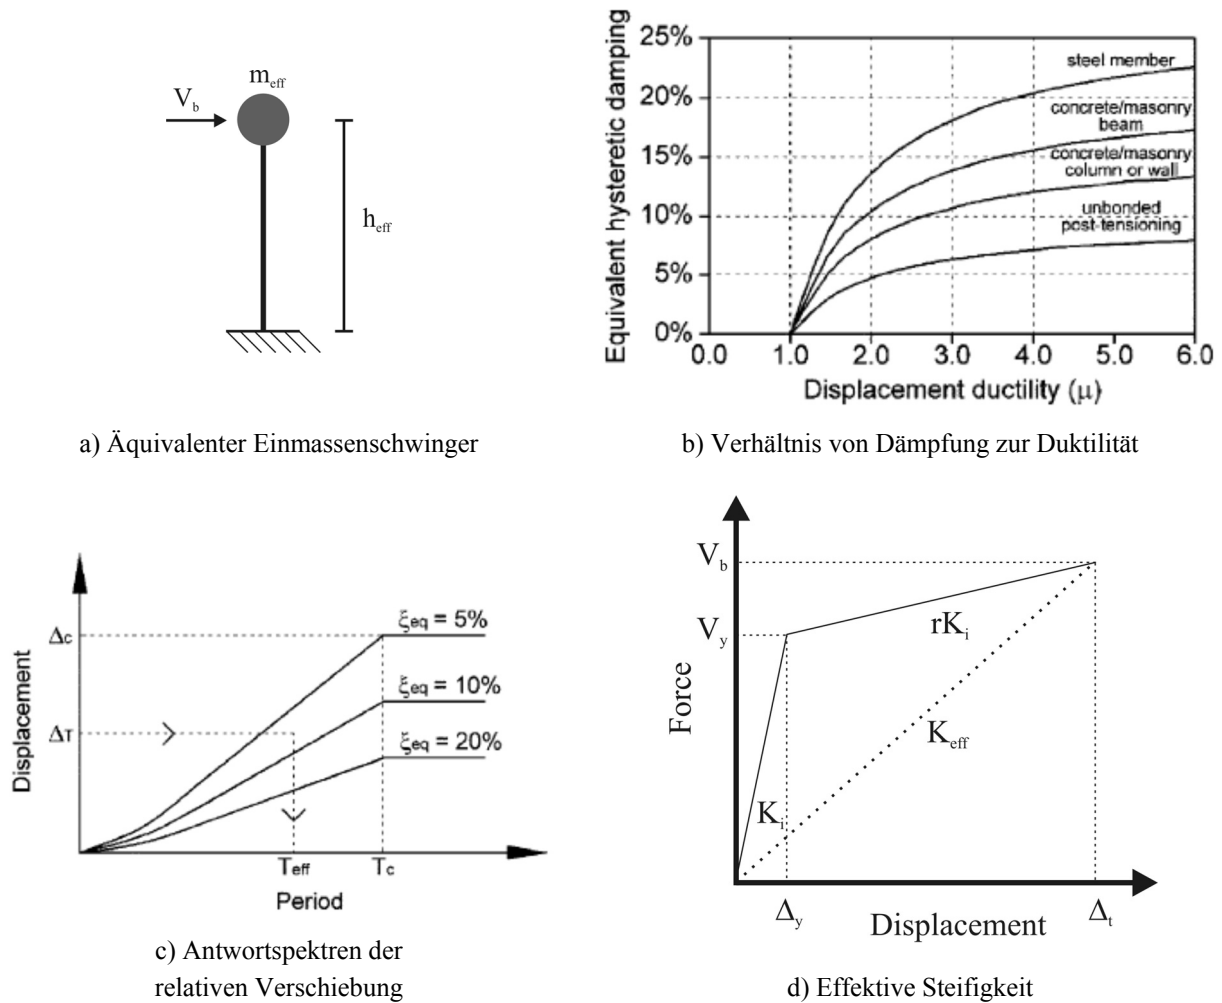 m_eff
V_b
h_eff
a) Äquivalenter Einmassenschwinger
Equivalent hysteretic damping
25%
20%
15%
10%
5%
0%
steel member
concrete/masonry
beam
concrete/masonry
column or wall
unbonded
post-tensioning
0.0 1.0 2.0 3.0 4.0 5.0 6.0
Displacement ductility (μ)
b) Verhältnis von Dämpfung zur Duktilität
Displacement
Δc
ΔT
ξeq = 5%
ξeq = 10%
ξeq = 20%
Teff Tc
Period
c) Antwortspektren der
relativen Verschiebung
Force
V_b
V_y
rK_i
K_eff
K_i
Δ_y Displacement Δ_t
d) Effektive Steifigkeit